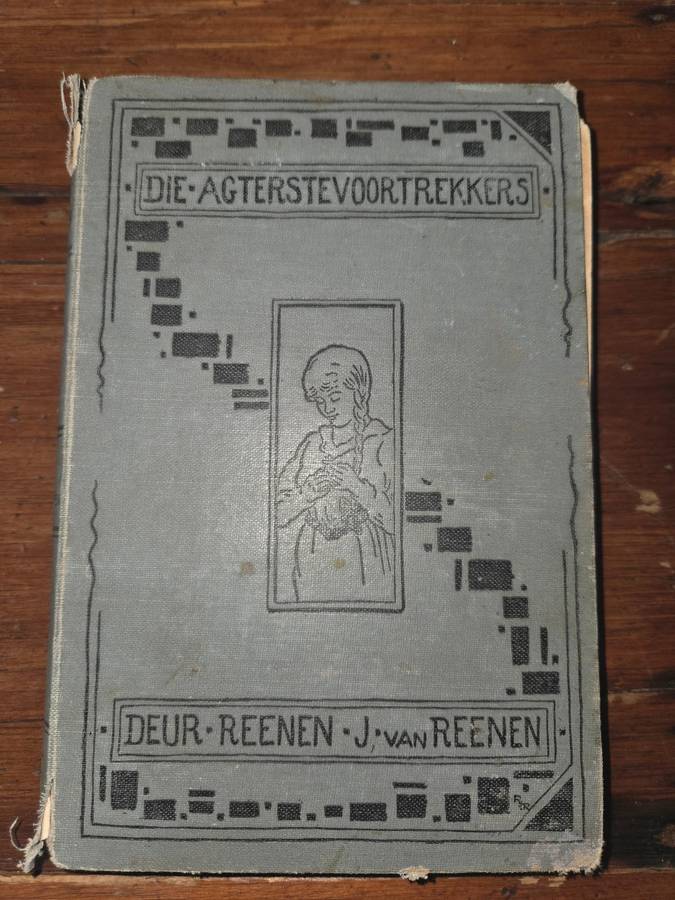 DIE·AGTERSTEVOORTREKKERS
DEUR·REENEN·J·VAN REENEN